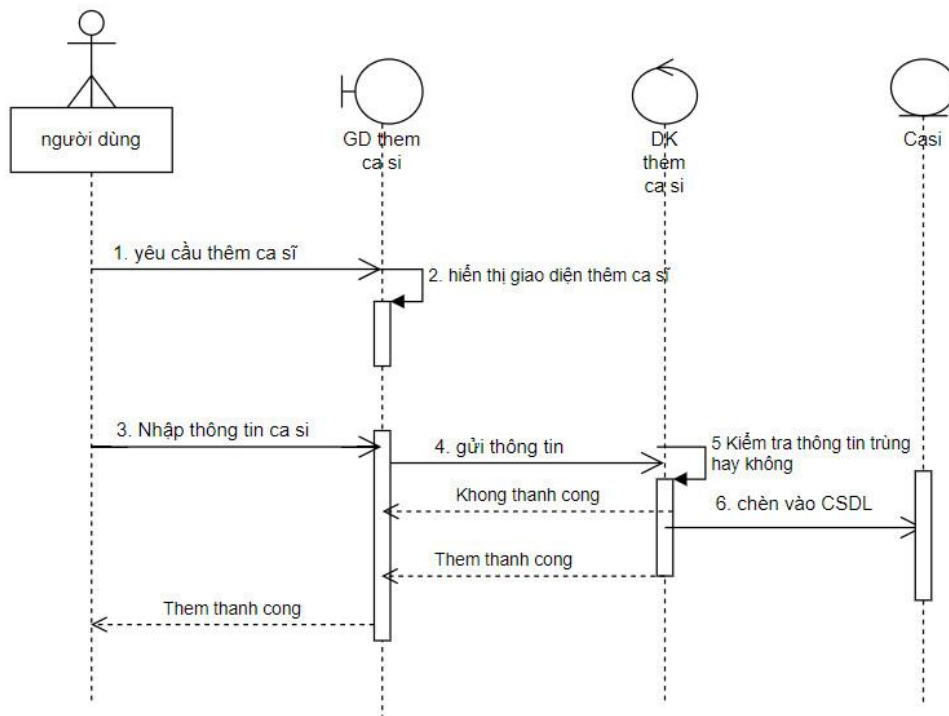 người dùng
GD them
ca si
DK
them
ca si
Casi
1. yêu cầu thêm ca sĩ
2. hiển thị giao diện thêm ca sĩ
3. Nhập thông tin ca si
4. gửi thông tin
5 Kiểm tra thông tin trùng
hay không
Khong thanh cong
6. chèn vào CSDL
Them thanh cong
Them thanh cong